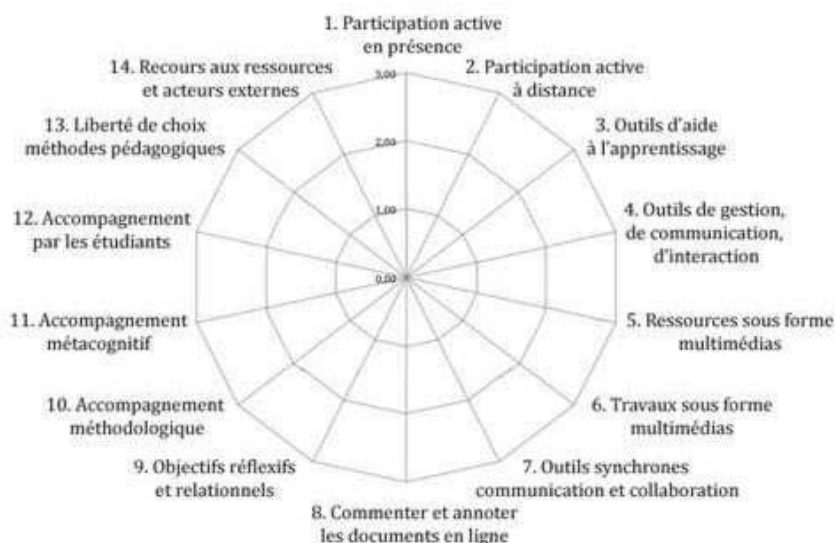 1. Participation active
en présence
2. Participation active
à distance
3. Outils d'aide
à l'apprentissage
4. Outils de gestion,
de communication,
d'interaction
5. Ressources sous forme
multimédias
6. Travaux sous forme
multimédias
7. Outils synchrones
communication et collaboration
8. Commenter et annoter
les documents en ligne
9. Objectifs réflexifs
et relationnels
10. Accompagnement
méthodologique
11. Accompagnement
métacognitif
12. Accompagnement
par les étudiants
13. Liberté de choix
méthodes pédagogiques
14. Recours aux ressources
et acteurs externes
3,00
2,00
1,00
0,00